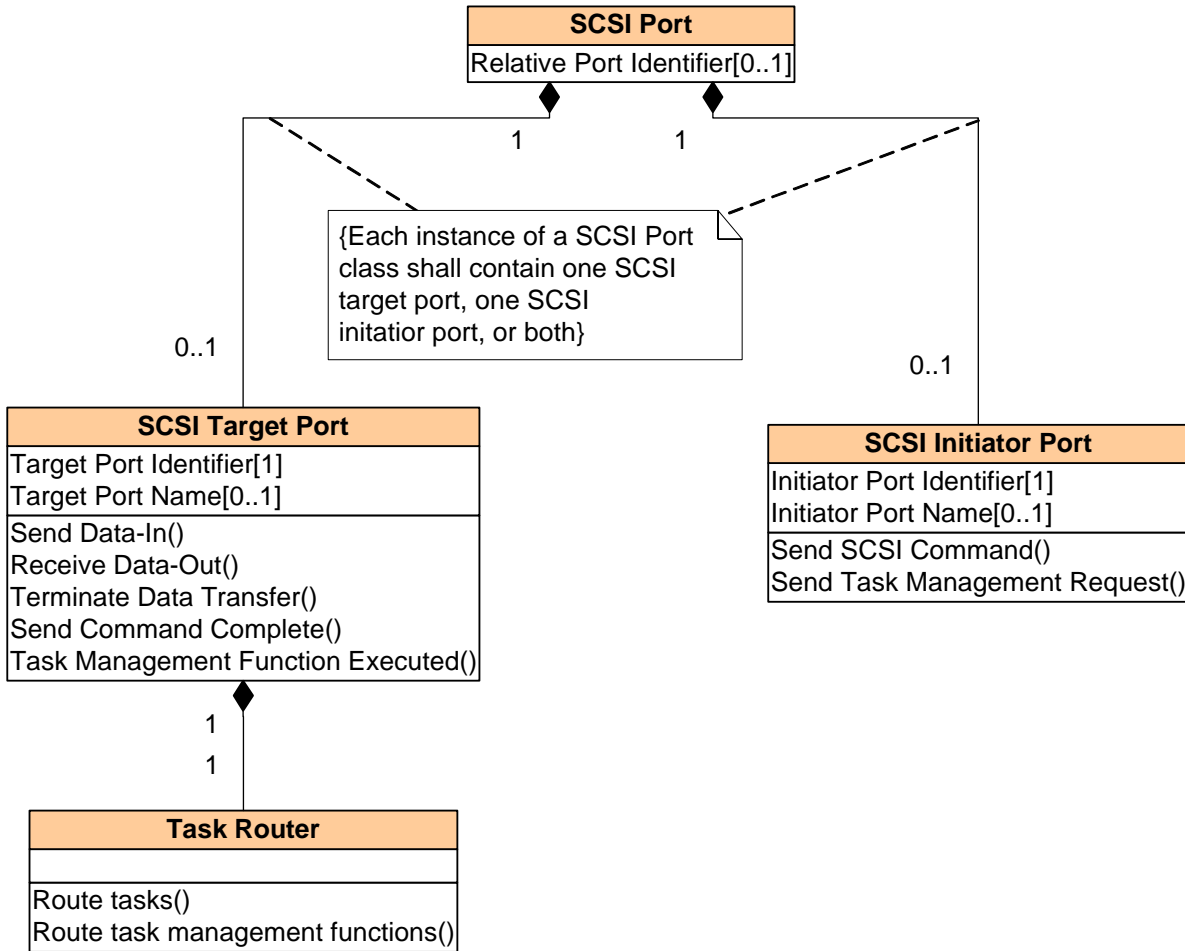 SCSI Port
Relative Port Identifier[0..1]
1
1
{Each instance of a SCSI Port
class shall contain one SCSI
target port, one SCSI
initatior port, or both}
0..1
0..1
SCSI Target Port
Target Port Identifier[1]
Target Port Name[0..1]
Send Data-In()
Receive Data-Out()
Terminate Data Transfer()
Send Command Complete()
Task Management Function Executed()
SCSI Initiator Port
Initiator Port Identifier[1]
Initiator Port Name[0..1]
Send SCSI Command()
Send Task Management Request()
1
1
Task Router
Route tasks()
Route task management functions()